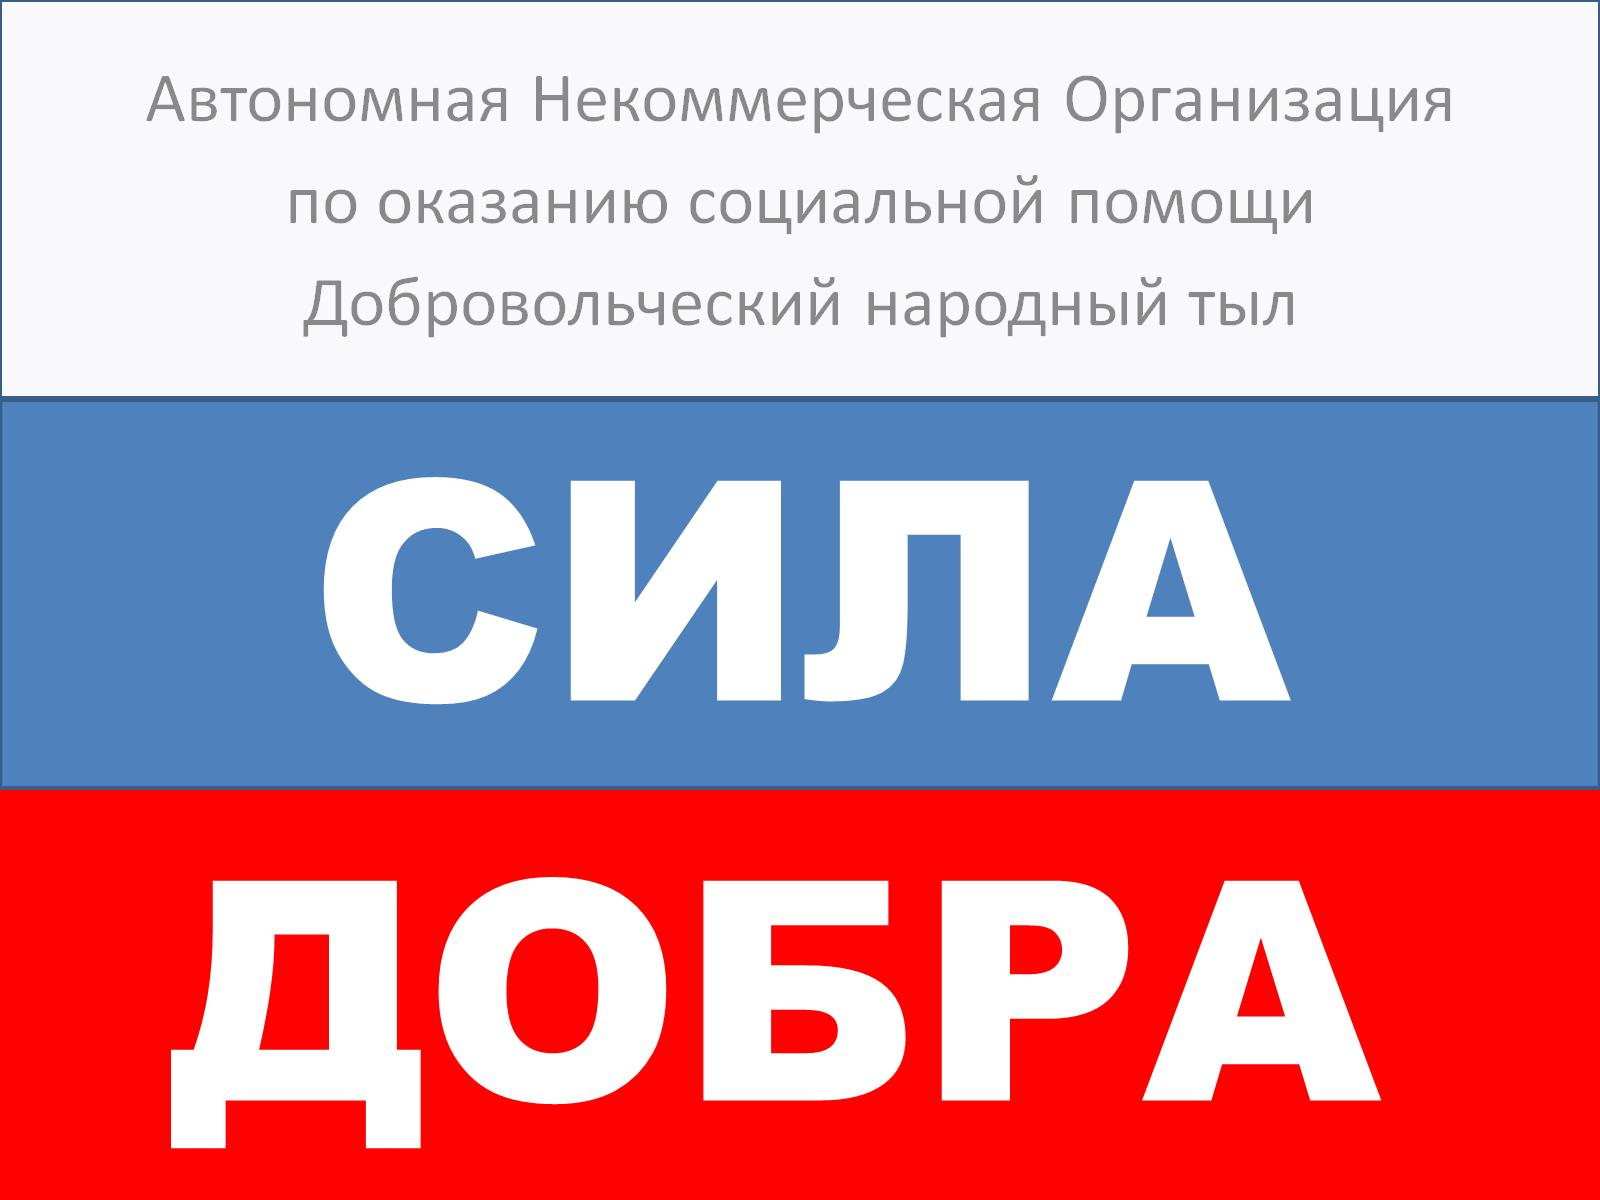 Автономная Некоммерческая Организация
по оказанию социальной помощи
Добровольческий народный тыл
СИЛА
ДОБРА